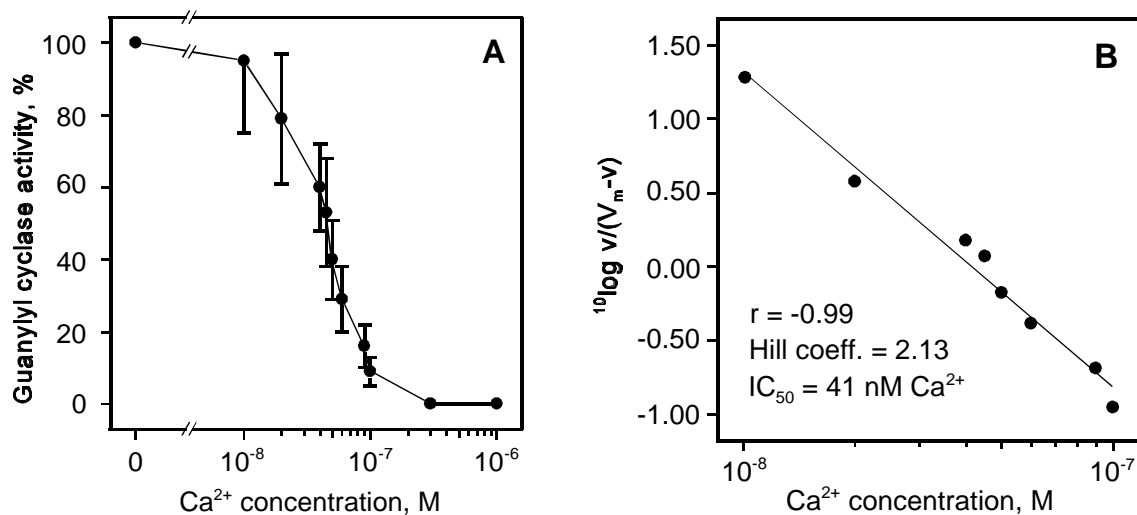 A
Guanylyl cyclase activity, %
100
80
60
40
20
0
0
10⁻⁸
10⁻⁷
10⁻⁶
Ca²⁺ concentration, M
B
¹⁰log v/(Vₘ-v)
1.50
1.00
0.50
0.00
-0.50
-1.00
r = -0.99
Hill coeff. = 2.13
IC₅₀ = 41 nM Ca²⁺
10⁻⁸
10⁻⁷
Ca²⁺ concentration, M